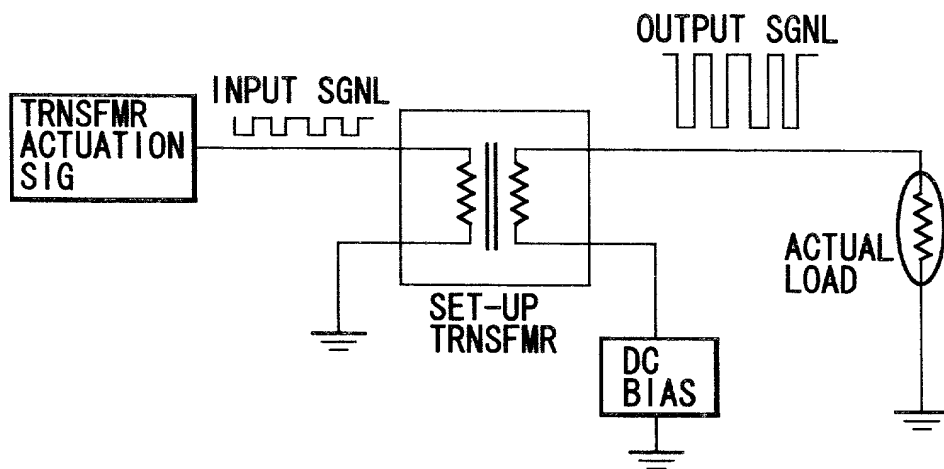 OUTPUT SGNL
INPUT SGNL
TRNSFMR
ACTUATION
SIG
ACTUAL
LOAD
SET-UP
TRNSFMR
DC
BIAS